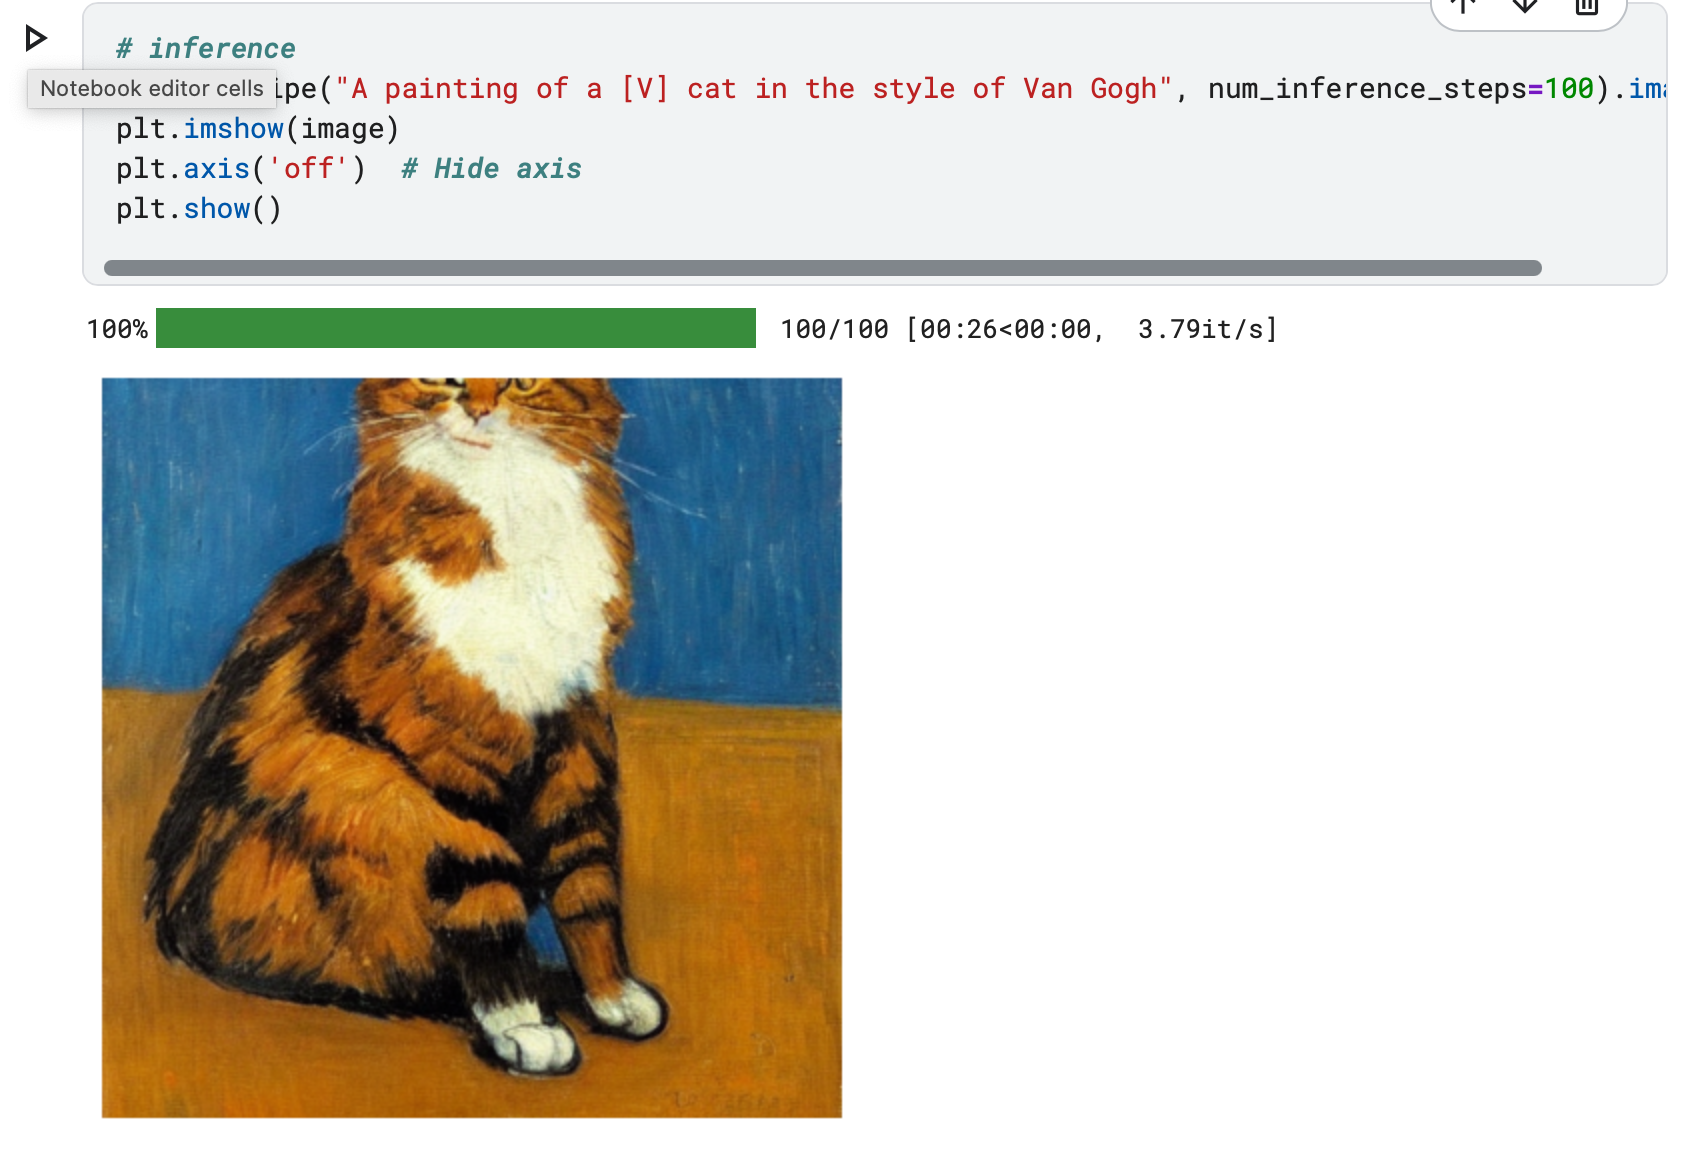 # inference
Notebook editor cells
ipe("A painting of a [V] cat in the style of Van Gogh", num_inference_steps=100).ima
plt.imshow(image)
plt.axis('off')  # Hide axis
plt.show()
100% 100/100 [00:26<00:00,  3.79it/s]